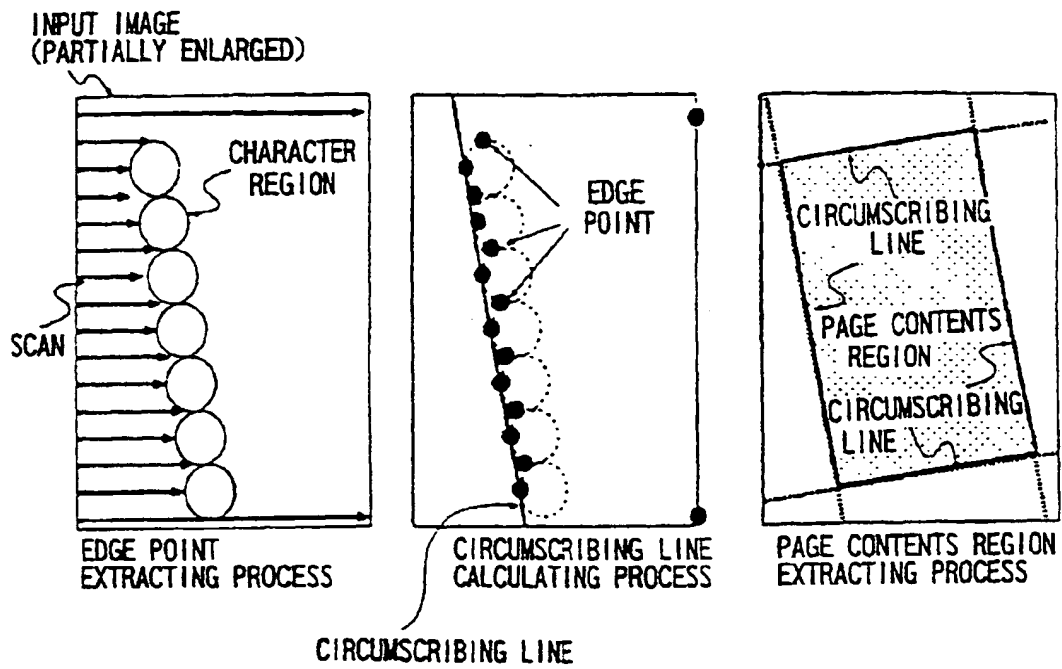 INPUT IMAGE
(PARTIALLY ENLARGED)
CHARACTER
REGION
SCAN
EDGE POINT
EXTRACTING PROCESS
EDGE
POINT
CIRCUMSCRIBING LINE
CALCULATING PROCESS
CIRCUMSCRIBING LINE
CIRCUMSCRIBING
LINE
PAGE CONTENTS
REGION
CIRCUMSCRIBING
LINE
PAGE CONTENTS REGION
EXTRACTING PROCESS